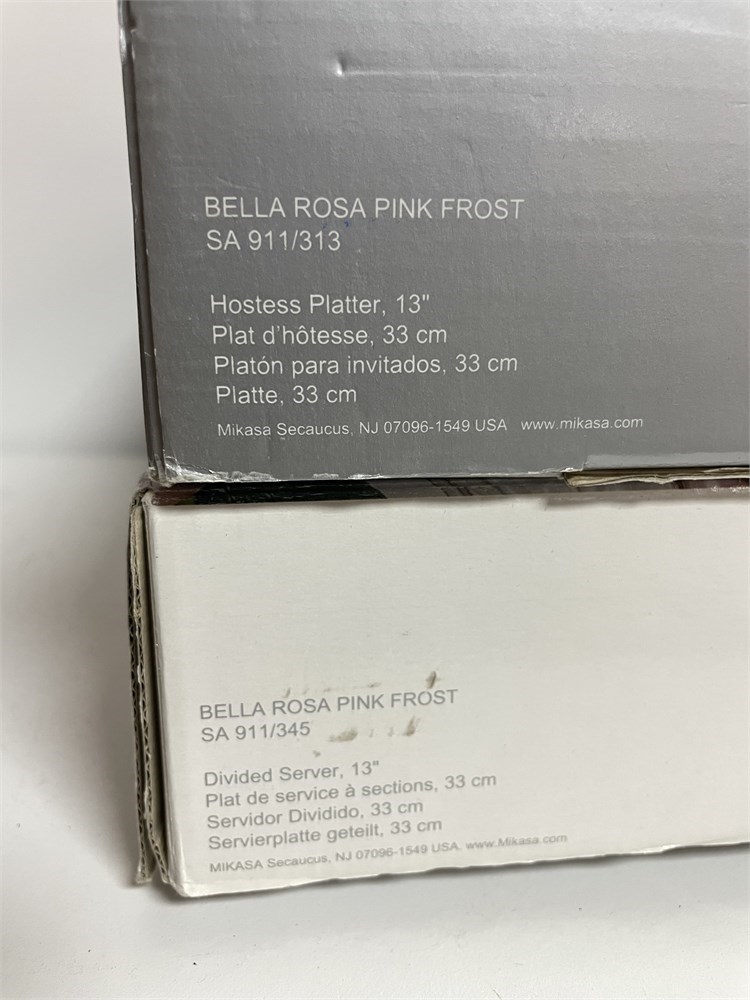 BELLA ROSA PINK FROST
SA 911/313
Hostess Platter, 13"
Plat d'hôtesse, 33 cm
Platón para invitados, 33 cm
Platte, 33 cm
Mikasa Secaucus, NJ 07096-1549 USA www.mikasa.com
BELLA ROSA PINK FROST
SA 911/345
Divided Server, 13"
Plat de service à sections, 33 cm
Servidor Dividido, 33 cm
Servierplatte geteilt, 33 cm
MIKASA Secaucus, NJ 07096-1549 USA. www.Mikasa.com